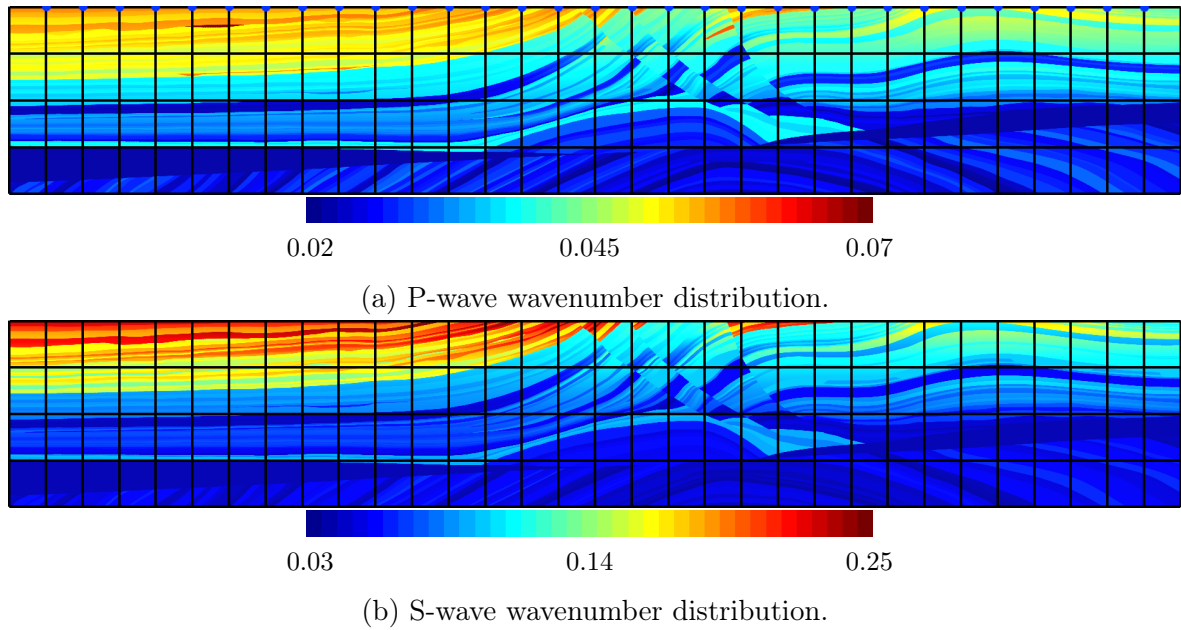 0.02 0.045 0.07
(a) P-wave wavenumber distribution.
0.03 0.14 0.25
(b) S-wave wavenumber distribution.